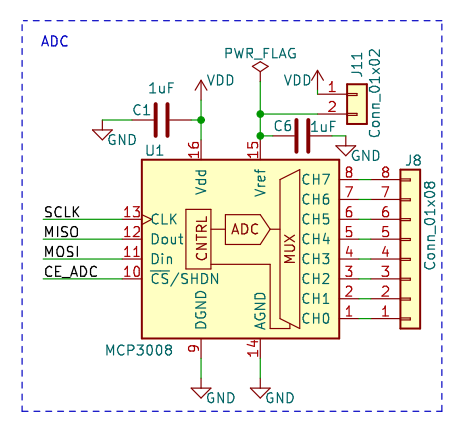 ADC
PWR_FLAG
J11
Conn_01x02
1uF
VDD
VDD
1
2
C1
GND
C6
1uF
GND
U1
16
15
J8
Conn_01x08
Vdd
Vref
CH7 8 8
CH6 7 7
SCLK 13 CLK
CH5 6 6
MISO 12 Dout
CNTRL
ADC
MUX
CH4 5 5
MOSI 11 Din
CH3 4 4
CE_ADC 10 CS/SHDN
CH2 3 3
CH1 2 2
CH0 1 1
DGND
AGND
MCP3008
9
14
GND
GND